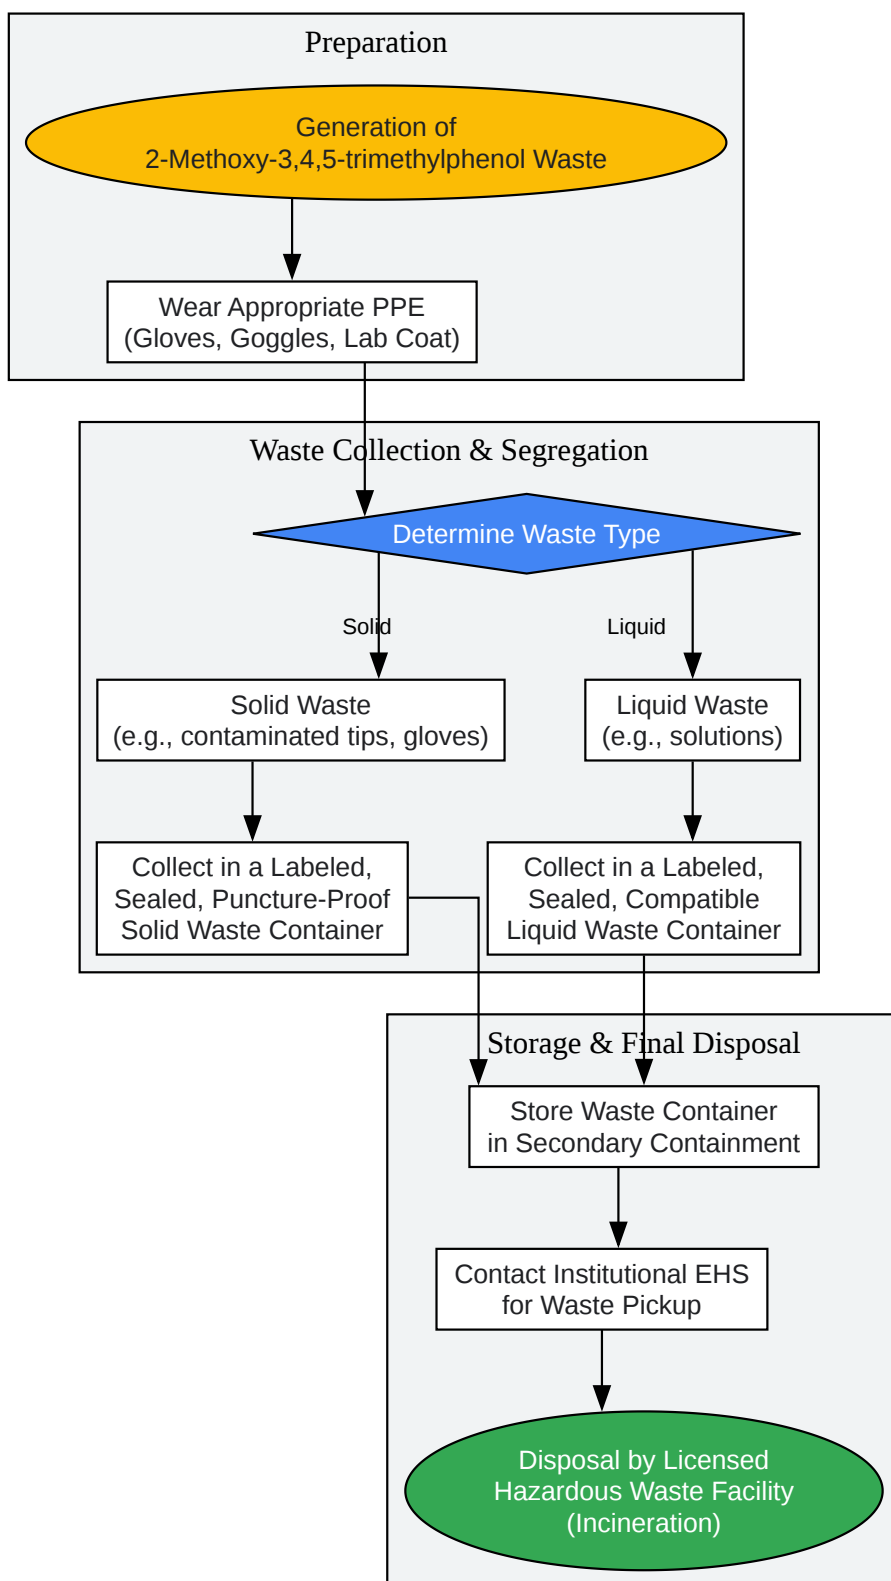 Preparation
Generation of
2-Methoxy-3,4,5-trimethylphenol Waste
Wear Appropriate PPE
(Gloves, Goggles, Lab Coat)
Waste Collection & Segregation
Determine Waste Type
Solid
Liquid
Solid Waste
(e.g., contaminated tips, gloves)
Liquid Waste
(e.g., solutions)
Collect in a Labeled,
Sealed, Puncture-Proof
Solid Waste Container
Collect in a Labeled,
Sealed, Compatible
Liquid Waste Container
Storage & Final Disposal
Store Waste Container
in Secondary Containment
Contact Institutional EHS
for Waste Pickup
Disposal by Licensed
Hazardous Waste Facility
(Incineration)